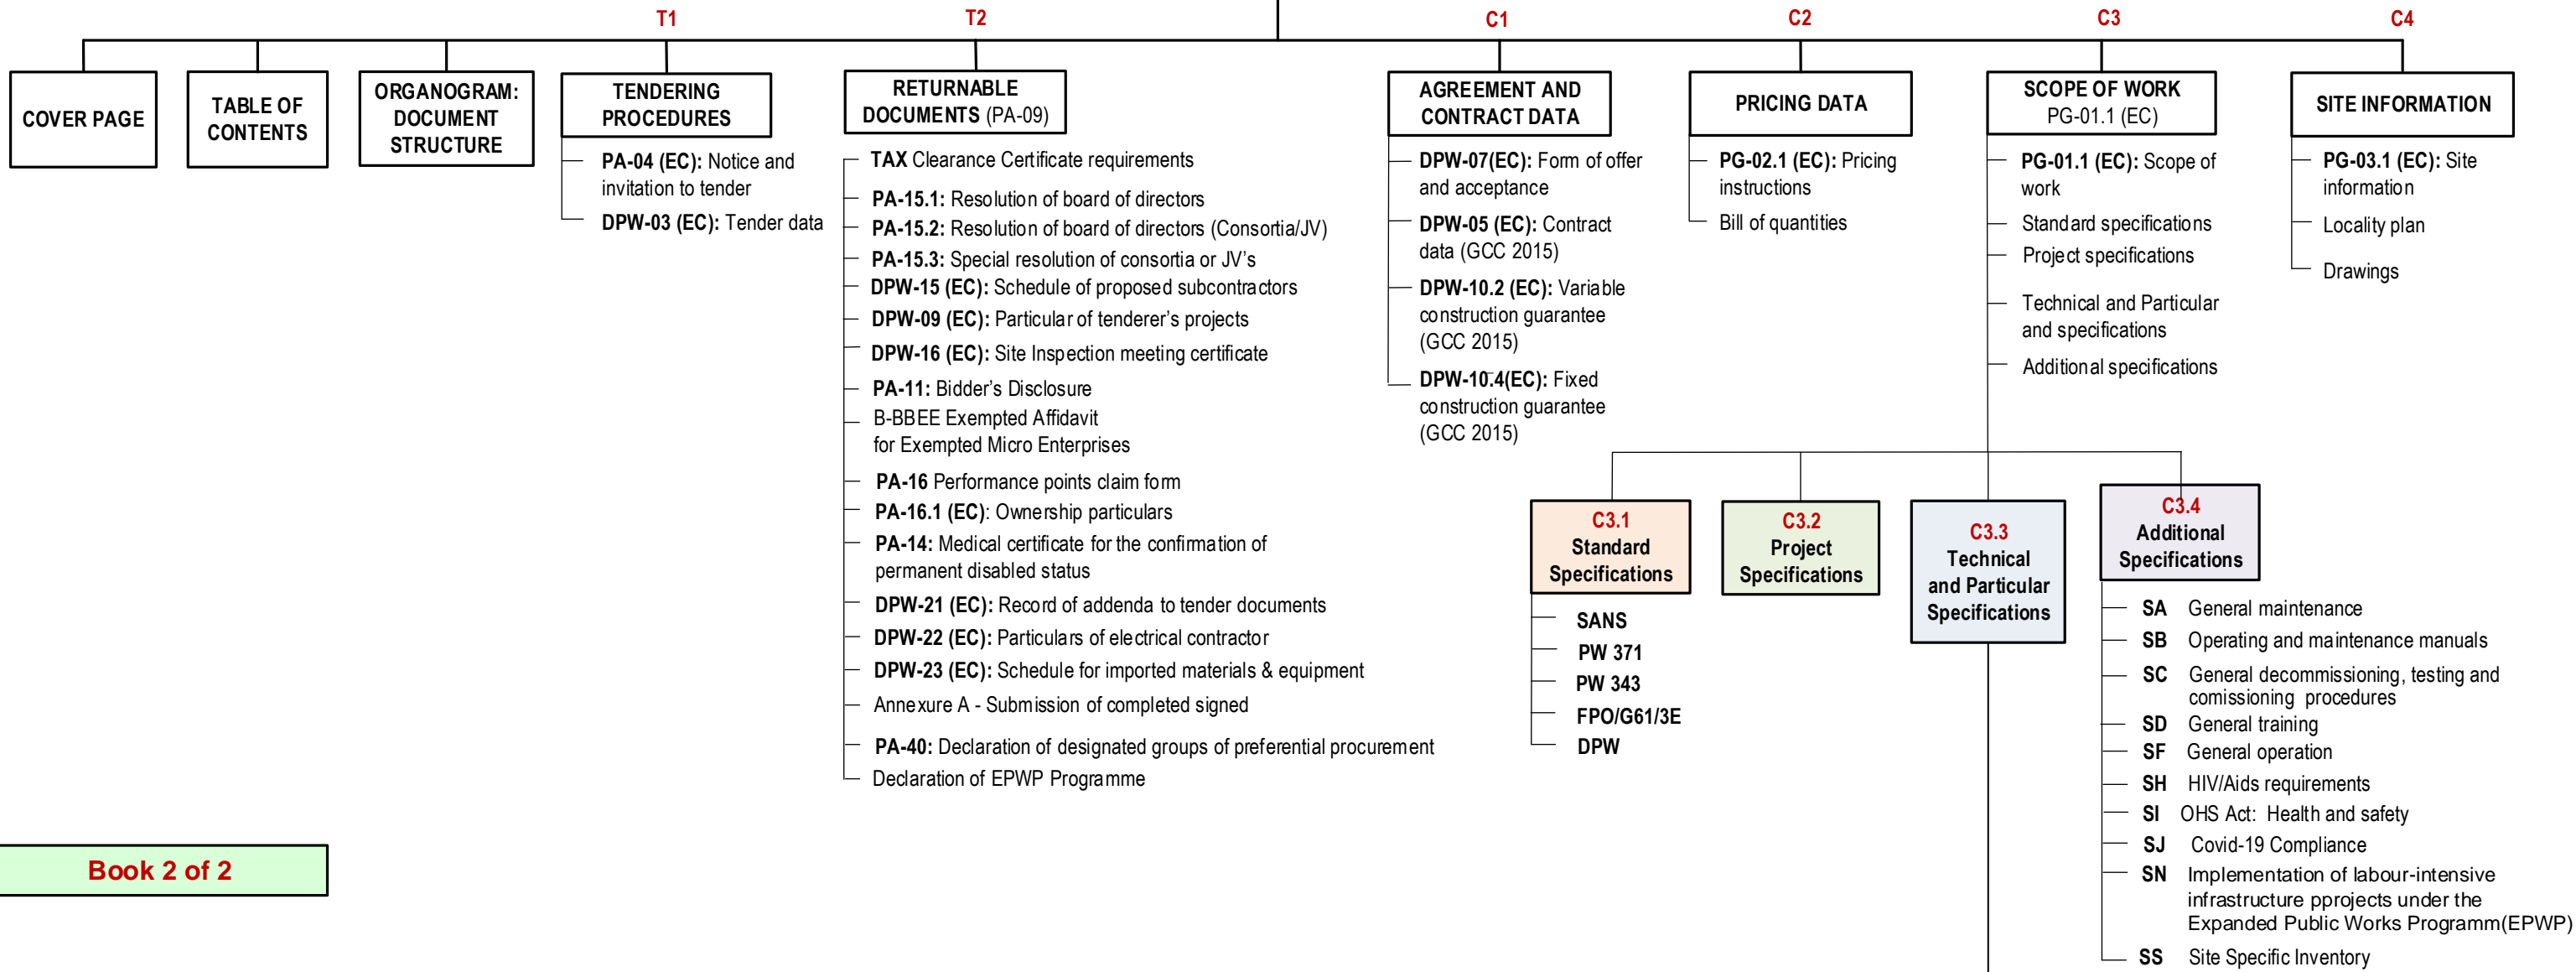 T1
T2
C1
C2
C3
C4
COVER PAGE
TABLE OF
CONTENTS
ORGANOGRAM:
DOCUMENT
STRUCTURE
TENDERING
PROCEDURES
PA-04 (EC): Notice and
invitation to tender
DPW-03 (EC): Tender data
RETURNABLE
DOCUMENTS (PA-09)
TAX Clearance Certificate requirements
PA-15.1: Resolution of board of directors
PA-15.2: Resolution of board of directors (Consortia/JV)
PA-15.3: Special resolution of consortia or JV's
DPW-15 (EC): Schedule of proposed subcontractors
DPW-09 (EC): Particular of tenderer's projects
DPW-16 (EC): Site Inspection meeting certificate
PA-11: Bidder's Disclosure
B-BBEE Exempted Affidavit
for Exempted Micro Enterprises
PA-16 Performance points claim form
PA-16.1 (EC): Ownership particulars
PA-14: Medical certificate for the confirmation of
permanent disabled status
DPW-21 (EC): Record of addenda to tender documents
DPW-22 (EC): Particulars of electrical contractor
DPW-23 (EC): Schedule for imported materials & equipment
Annexure A - Submission of completed signed
PA-40: Declaration of designated groups of preferential procurement
Declaration of EPWP Programme
AGREEMENT AND
CONTRACT DATA
DPW-07(EC): Form of offer
and acceptance
DPW-05 (EC): Contract
data (GCC 2015)
DPW-10.2 (EC): Variable
construction guarantee
(GCC 2015)
DPW-10.4(EC): Fixed
construction guarantee
(GCC 2015)
PRICING DATA
PG-02.1 (EC): Pricing
instructions
Bill of quantities
SCOPE OF WORK
PG-01.1 (EC)
PG-01.1 (EC): Scope of
work
Standard specifications
Project specifications
Technical and Particular
and specifications
Additional specifications
SITE INFORMATION
PG-03.1 (EC): Site
information
Locality plan
Drawings
C3.1
Standard
Specifications
SANS
PW 371
PW 343
FPO/G61/3E
DPW
C3.2
Project
Specifications
C3.3
Technical
and Particular
Specifications
C3.4
Additional
Specifications
SA General maintenance
SB Operating and maintenance manuals
SC General decommissioning, testing and
comissioning procedures
SD General training
SF General operation
SH HIV/Aids requirements
SI OHS Act: Health and safety
SJ Covid-19 Compliance
SN Implementation of labour-intensive
infrastructure pprojects under the
Expanded Public Works Programm(EPWP)
SS Site Specific Inventory
Book 2 of 2